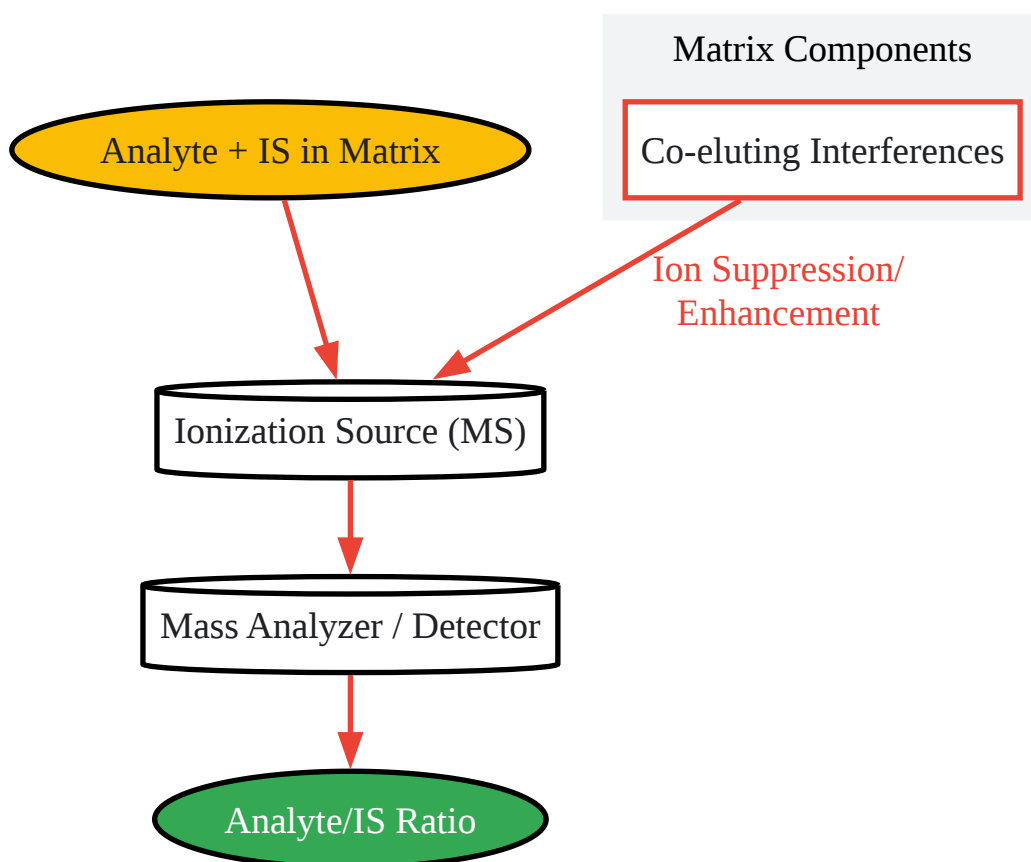 Matrix Components
Analyte + IS in Matrix
Co-eluting Interferences
Ion Suppression/
Enhancement
Ionization Source (MS)
Mass Analyzer / Detector
Analyte/IS Ratio